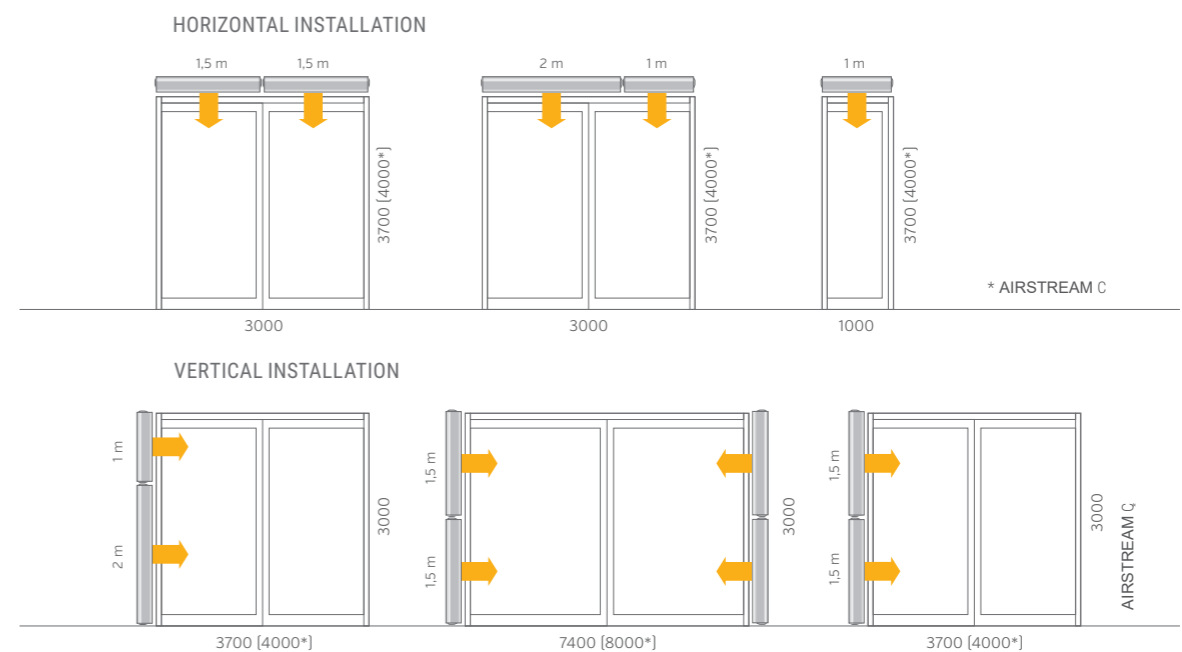 HORIZONTAL INSTALLATION
1,5 m
1,5 m
2 m
1 m
1 m
3700 (4000*)
3700 (4000*)
3700 (4000*)
* AIRSTREAM C
3000
3000
1000
VERTICAL INSTALLATION
1 m
2 m
3000
1,5 m
1,5 m
3000
1,5 m
1,5 m
3000
AIRSTREAM C
3700 (4000*)
7400 (8000*)
3700 (4000*)